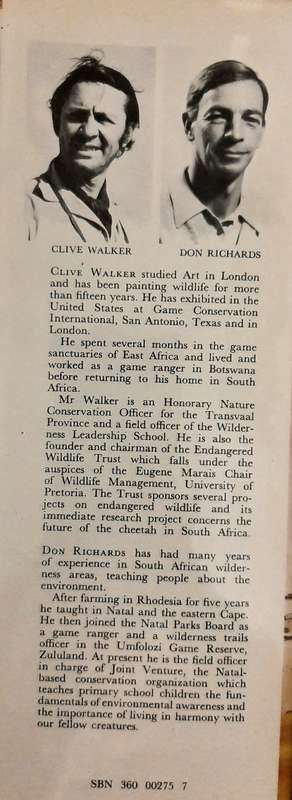 CLIVE WALKER
DON RICHARDS
CLIVE WALKER studied Art in London
and has been painting wildlife for more
than fifteen years. He has exhibited in the
United States at Game Conservation
International, San Antonio, Texas and in
London.
He spent several months in the game
sanctuaries of East Africa and lived and
worked as a game ranger in Botswana
before returning to his home in South
Africa.
Mr Walker is an Honorary Nature
Conservation Officer for the Transvaal
Province and a field officer of the Wilder-
ness Leadership School. He is also the
founder and chairman of the Endangered
Wildlife Trust which falls under the
auspices of the Eugene Marais Chair
of Wildlife Management, University of
Pretoria. The Trust sponsors several pro-
jects on endangered wildlife and its
immediate research project concerns the
future of the cheetah in South Africa.
DON RICHARDS has had many years
of experience in South African wilder-
ness areas, teaching people about the
environment.
After farming in Rhodesia for five years
he taught in Natal and the eastern Cape.
He then joined the Natal Parks Board as
a game ranger and a wilderness trails
officer in the Umfolozi Game Reserve,
Zululand. At present he is the field officer
in charge of Joint Venture, the Natal-
based conservation organization which
teaches primary school children the fun-
damentals of environmental awareness and
the importance of living in harmony with
our fellow creatures.
SBN 360 00275 7